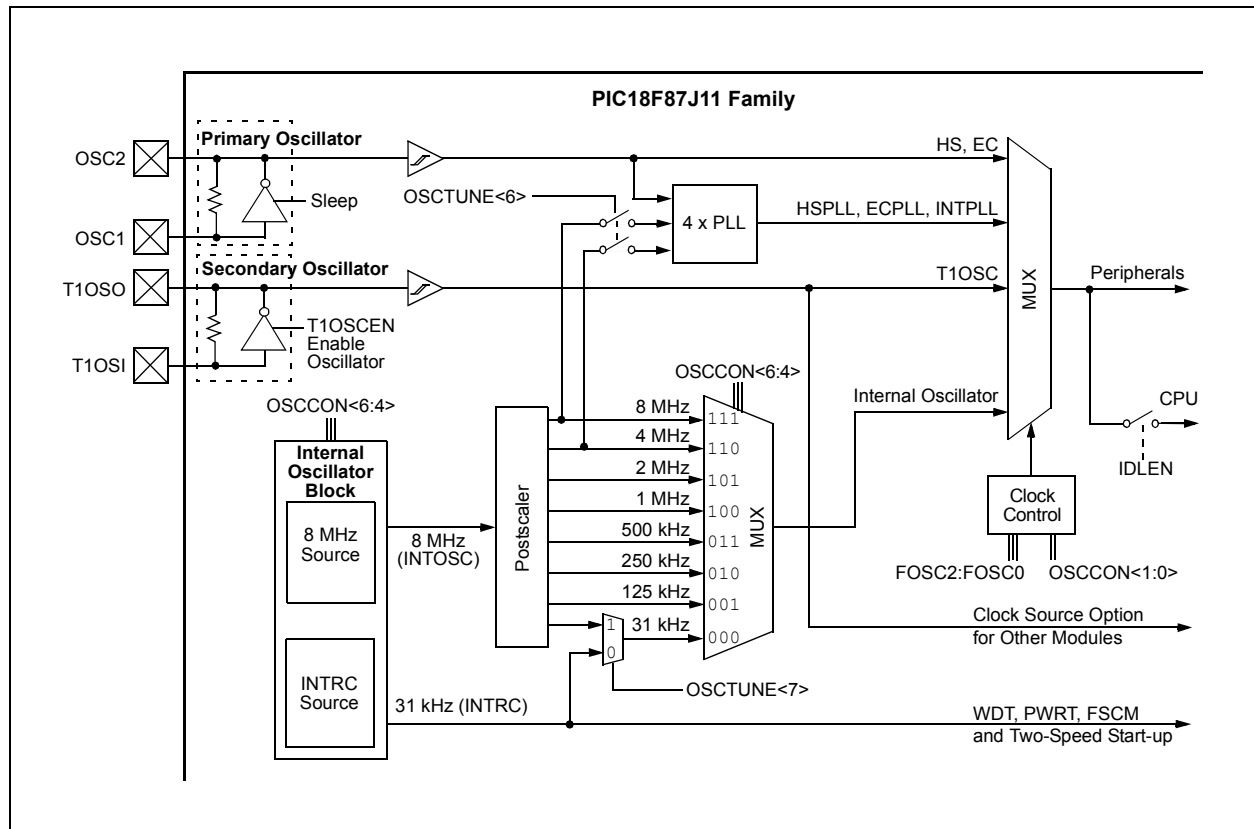 PIC18F87J11 Family
Primary Oscillator
OSC2
Sleep
OSC1
HS, EC
OSCTUNE<6>
4 x PLL
HSPLL, ECPLL, INTPLL
Secondary Oscillator
T1OSO
T1OSCEN
Enable
Oscillator
T1OSI
T1OSC
MUX
Peripherals
CPU
IDLEN
Internal Oscillator
Clock
Control
FOSC2:FOSC0
OSCCON<1:0>
OSCCON<6:4>
Internal
Oscillator
Block
8 MHz
Source
8 MHz
(INTOSC)
INTRC
Source
31 kHz (INTRC)
Postscaler
OSCCON<6:4>
8 MHz
111
4 MHz
110
2 MHz
101
1 MHz
100
500 kHz
011
250 kHz
010
125 kHz
001
1
0
31 kHz
000
MUX
OSCTUNE<7>
Clock Source Option
for Other Modules
WDT, PWRT, FSCM
and Two-Speed Start-up